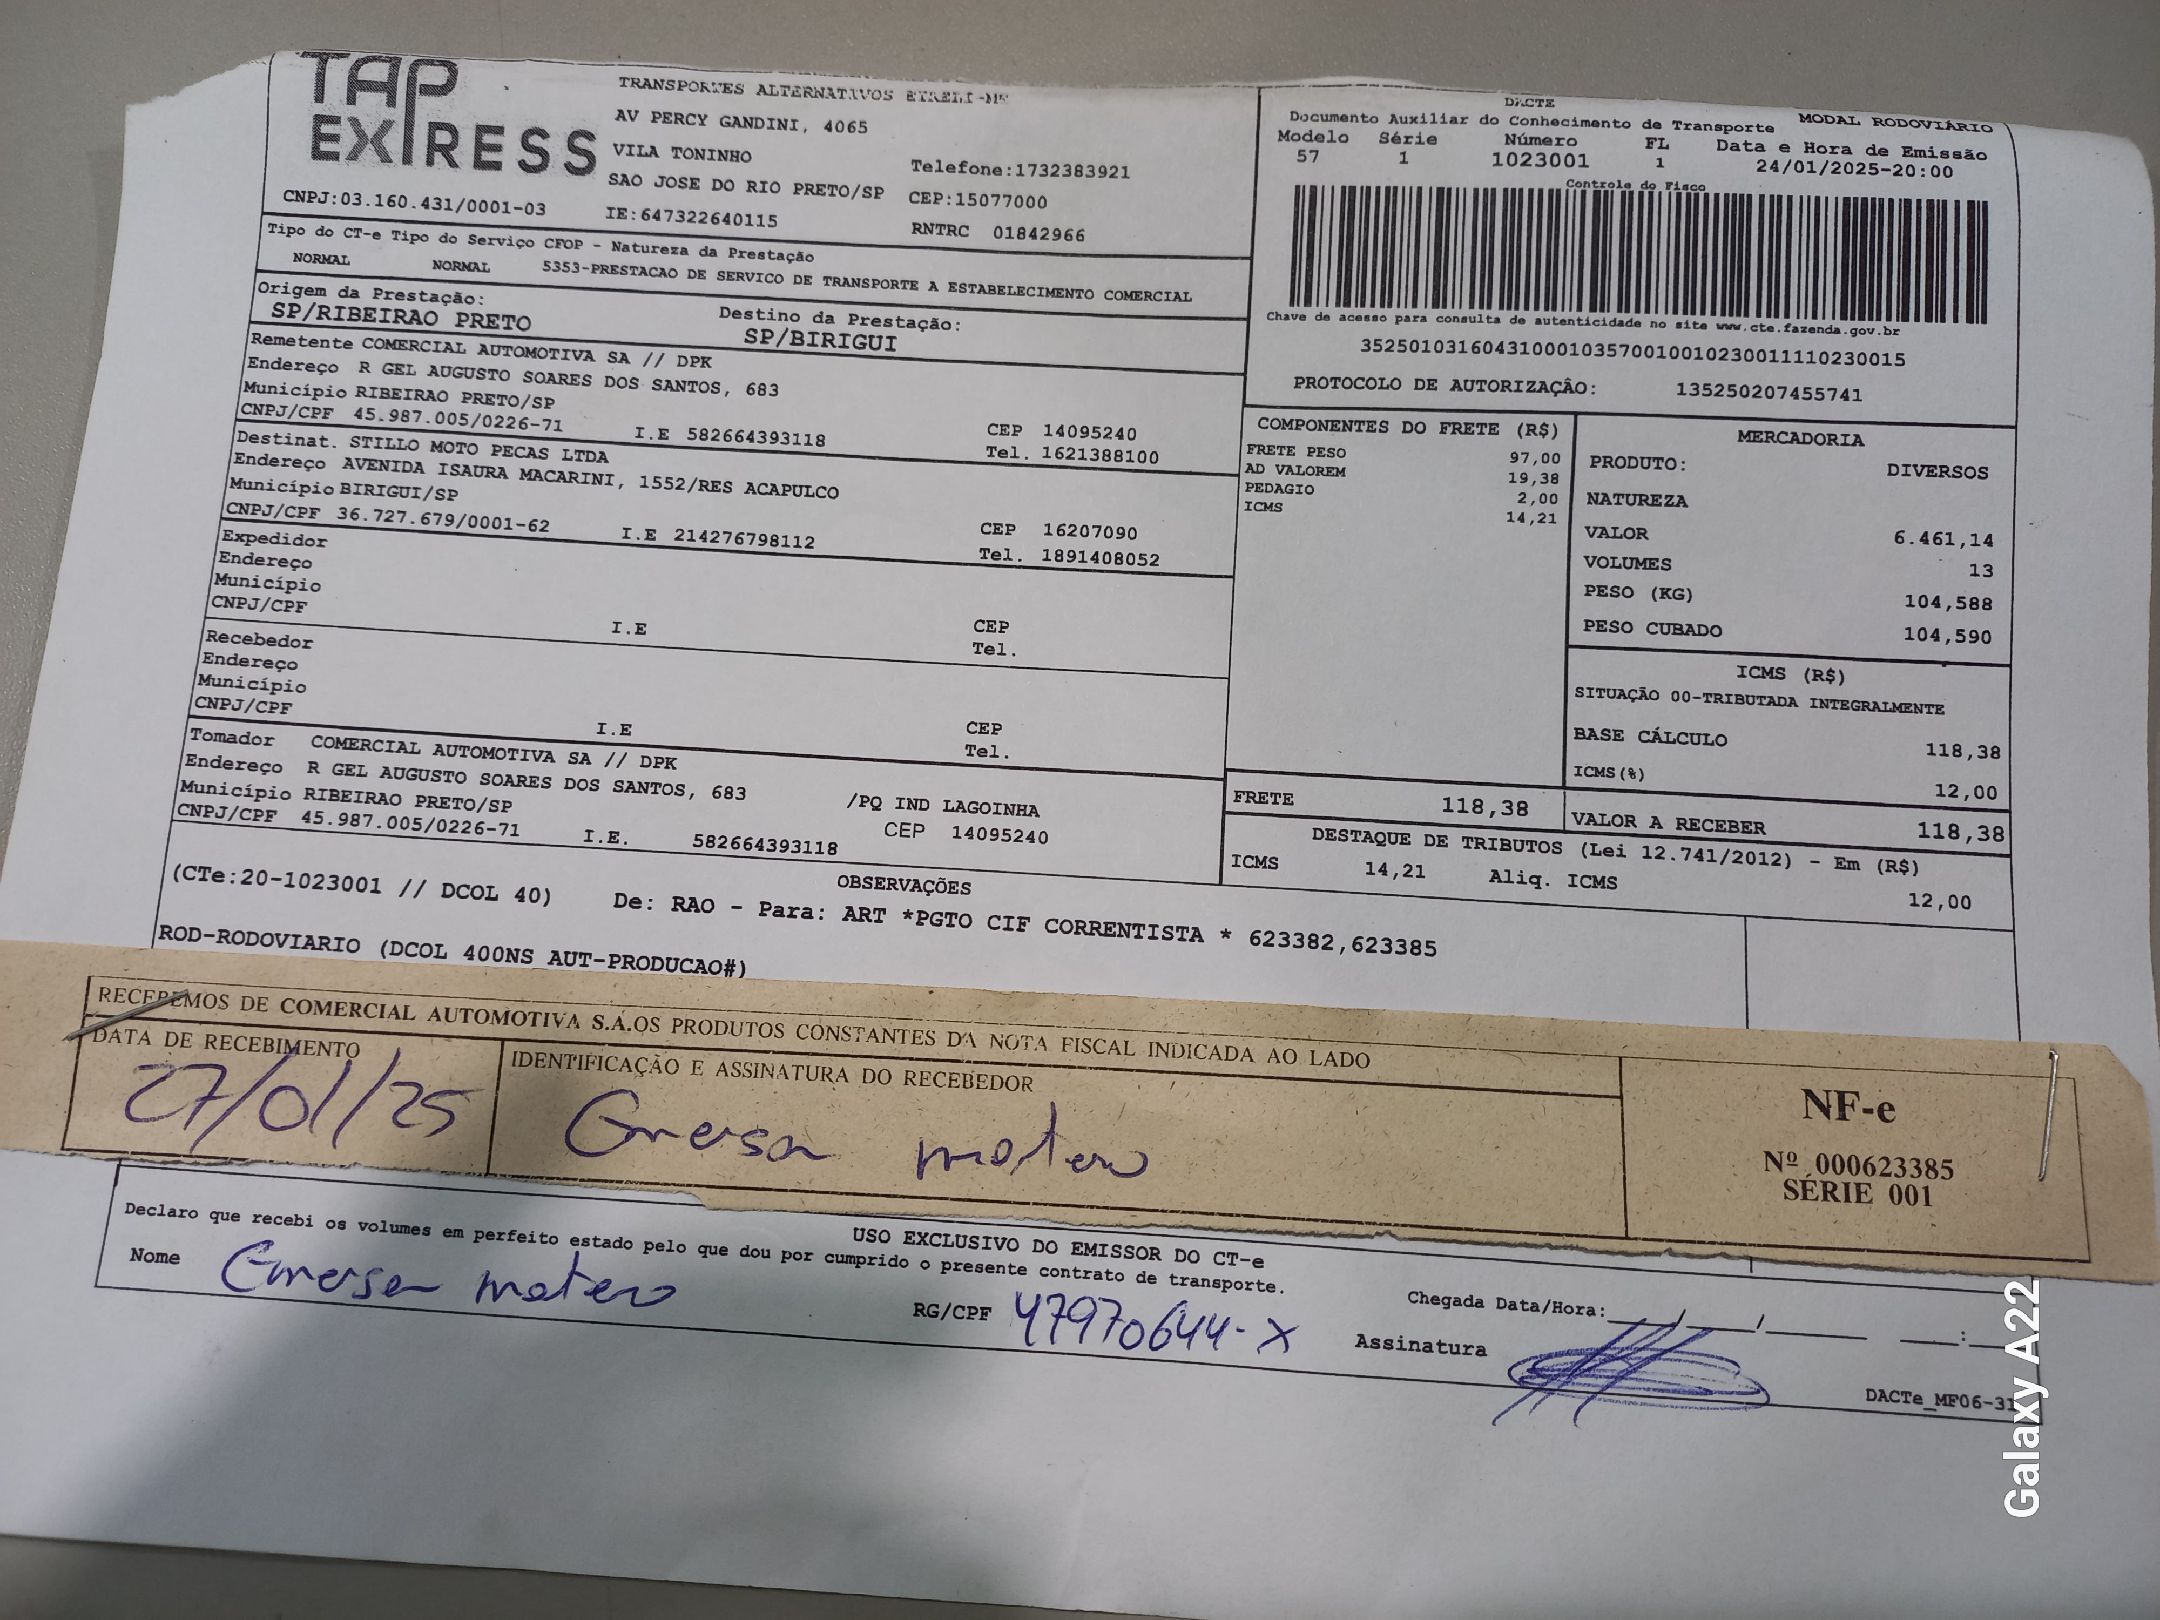 TAP
EXPRESS
TRANSPORTES ALTERNATIVOS EIRELI-ME
AV PERCY GANDINI, 4065
VILA TONINHO
Telefone:1732383921
SAO JOSE DO RIO PRETO/SP CEP:15077000
CNPJ:03.160.431/0001-03 IE:647322640115 RNTRC 01842966
DACTE MODAL RODOVIÁRIO
Documento Auxiliar do Conhecimento de Transporte
Modelo Série Número FL Data e Hora de Emissão
57 1 1023001 1 24/01/2025-20:00
Controle do Fisco
Chave de acesso para consulta de autenticidade no site www.cte.fazenda.gov.br
35250103160431000103570010010230011110230015
PROTOCOLO DE AUTORIZAÇÃO: 135250207455741
Tipo do CT-e Tipo do Serviço CFOP - Natureza da Prestação
NORMAL NORMAL 5353-PRESTACAO DE SERVICO DE TRANSPORTE A ESTABELECIMENTO COMERCIAL
Origem da Prestação: Destino da Prestação:
SP/RIBEIRAO PRETO SP/BIRIGUI
Remetente COMERCIAL AUTOMOTIVA SA // DPK
Endereço R GEL AUGUSTO SOARES DOS SANTOS, 683
Município RIBEIRAO PRETO/SP CEP 14095240
CNPJ/CPF 45.987.005/0226-71 I.E 582664393118 Tel. 1621388100
Destinat. STILLO MOTO PECAS LTDA
Endereço AVENIDA ISAURA MACARINI, 1552/RES ACAPULCO
Município BIRIGUI/SP CEP 16207090
CNPJ/CPF 36.727.679/0001-62 I.E 214276798112 Tel. 1891408052
Expedidor
Endereço
Município CEP
CNPJ/CPF I.E Tel.
Recebedor
Endereço
Município CEP
CNPJ/CPF I.E Tel.
Tomador COMERCIAL AUTOMOTIVA SA // DPK
Endereço R GEL AUGUSTO SOARES DOS SANTOS, 683 /PQ IND LAGOINHA
Município RIBEIRAO PRETO/SP CEP 14095240
CNPJ/CPF 45.987.005/0226-71 I.E. 582664393118
COMPONENTES DO FRETE (R$)
FRETE PESO 97,00
AD VALOREM 19,38
PEDAGIO 2,00
ICMS 14,21
MERCADORIA
PRODUTO: DIVERSOS
NATUREZA
VALOR 6.461,14
VOLUMES 13
PESO (KG) 104,588
PESO CUBADO 104,590
ICMS (R$)
SITUAÇÃO 00-TRIBUTADA INTEGRALMENTE
BASE CÁLCULO 118,38
ICMS(%) 12,00
FRETE 118,38 VALOR A RECEBER 118,38
DESTAQUE DE TRIBUTOS (Lei 12.741/2012) - Em (R$)
ICMS 14,21 Aliq. ICMS 12,00
OBSERVAÇÕES
(CTe:20-1023001 // DCOL 40) De: RAO - Para: ART *PGTO CIF CORRENTISTA * 623382,623385
ROD-RODOVIARIO (DCOL 400NS AUT-PRODUCAO#)
RECEBEMOS DE COMERCIAL AUTOMOTIVA S.A.OS PRODUTOS CONSTANTES DA NOTA FISCAL INDICADA AO LADO
DATA DE RECEBIMENTO IDENTIFICAÇÃO E ASSINATURA DO RECEBEDOR
27/01/25 Emerson motero
NF-e
Nº 000623385
SÉRIE 001
USO EXCLUSIVO DO EMISSOR DO CT-e
Declaro que recebi os volumes em perfeito estado pelo que dou por cumprido o presente contrato de transporte.
Nome Emerson motero RG/CPF 47970644-X
Chegada Data/Hora:____/____/____ __:__
Assinatura
DACTe_MF06-31
Galaxy A22